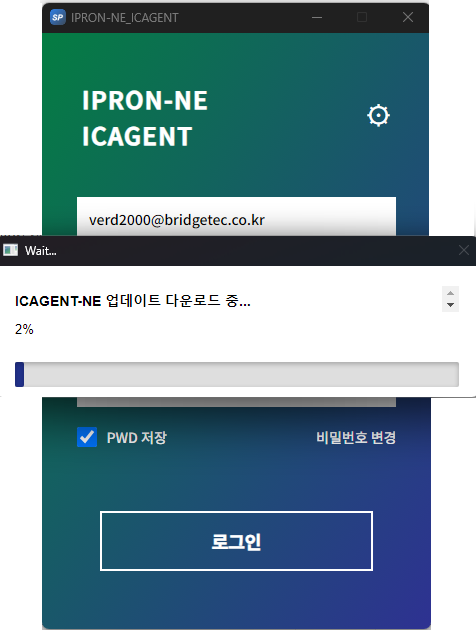 SP IPRON-NE_ICAGENT
IPRON-NE
ICAGENT
verd2000@bridgetec.co.kr
Wait...
ICAGENT-NE 업데이트 다운로드 중...
2%
PWD 저장
비밀번호 변경
로그인